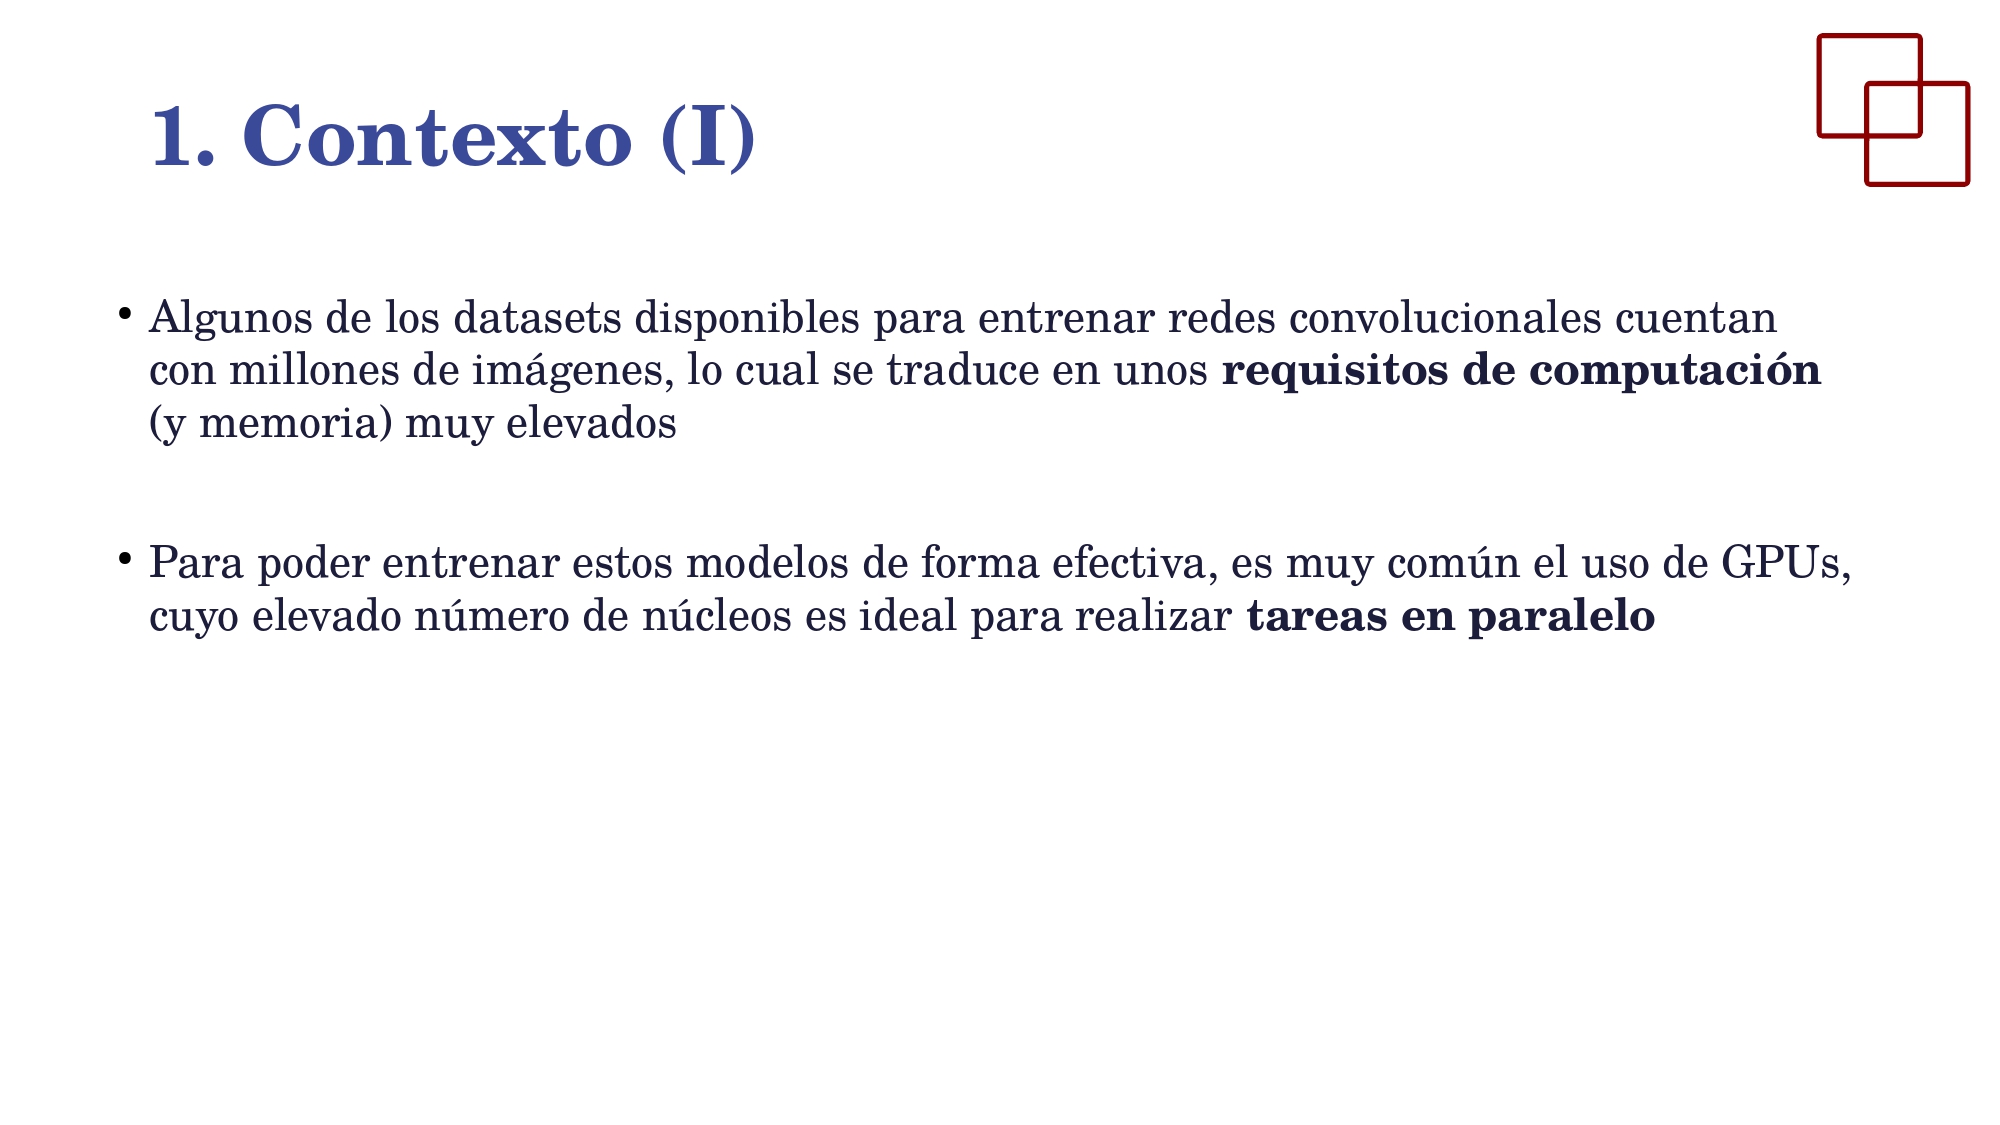 1. Contexto (I)
• Algunos de los datasets disponibles para entrenar redes convolucionales cuentan
con millones de imágenes, lo cual se traduce en unos requisitos de computación
(y memoria) muy elevados
• Para poder entrenar estos modelos de forma efectiva, es muy común el uso de GPUs,
cuyo elevado número de núcleos es ideal para realizar tareas en paralelo